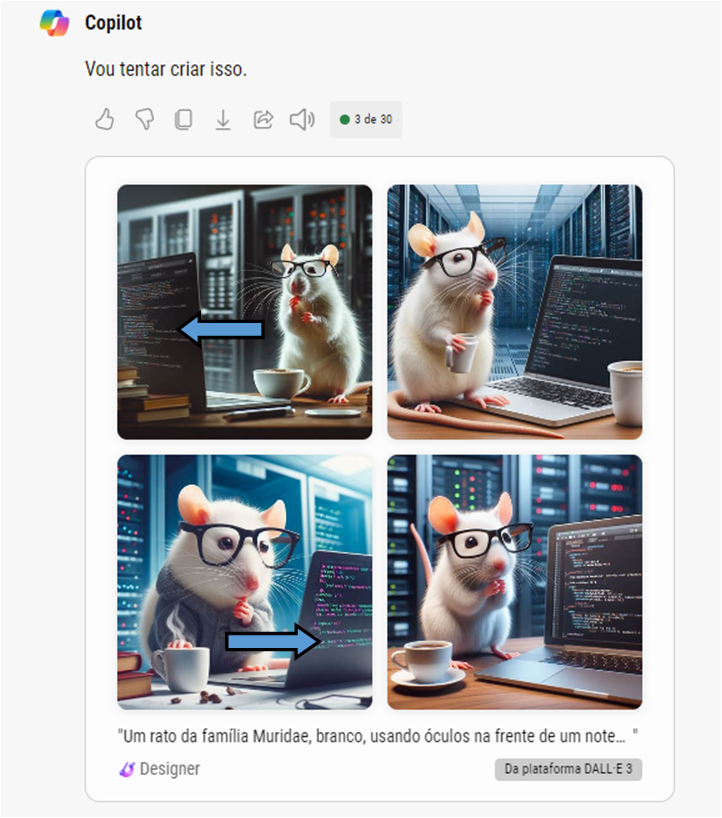 Copilot
Vou tentar criar isso.
3 de 30
"Um rato da família Muridae, branco, usando óculos na frente de um note... "
Designer
Da plataforma DALL·E 3